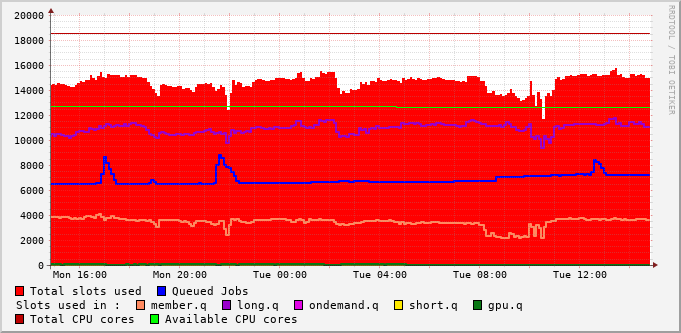 20000
18000
16000
14000
12000
10000
8000
6000
4000
2000
0
Mon 16:00 Mon 20:00 Tue 00:00 Tue 04:00 Tue 08:00 Tue 12:00
RRDTOOL / TOBI OETIKER
Total slots used Queued Jobs
Slots used in : member.q long.q ondemand.q short.q gpu.q
Total CPU cores Available CPU cores